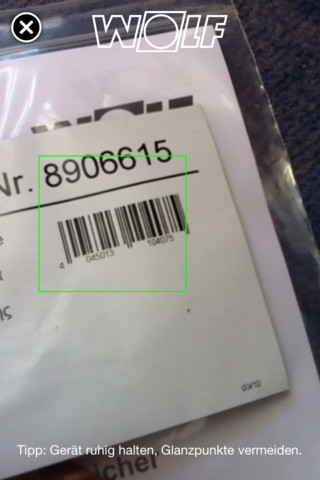 WOLF
Nr. 8906615
4 045013 104075
03/10
Tipp: Gerät ruhig halten, Glanzpunkte vermeiden.